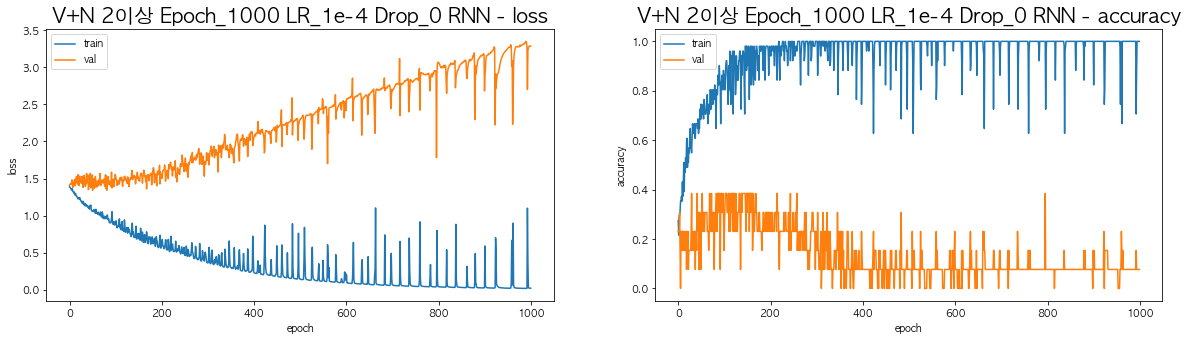 V+N 2이상 Epoch_1000 LR_1e-4 Drop_0 RNN - loss
3.5
3.0
2.5
2.0
1.5
1.0
0.5
0.0
loss
train
val
0 200 400 600 800 1000
epoch
V+N 2이상 Epoch_1000 LR_1e-4 Drop_0 RNN - accuracy
1.0
0.8
0.6
0.4
0.2
0.0
accuracy
train
val
0 200 400 600 800 1000
epoch